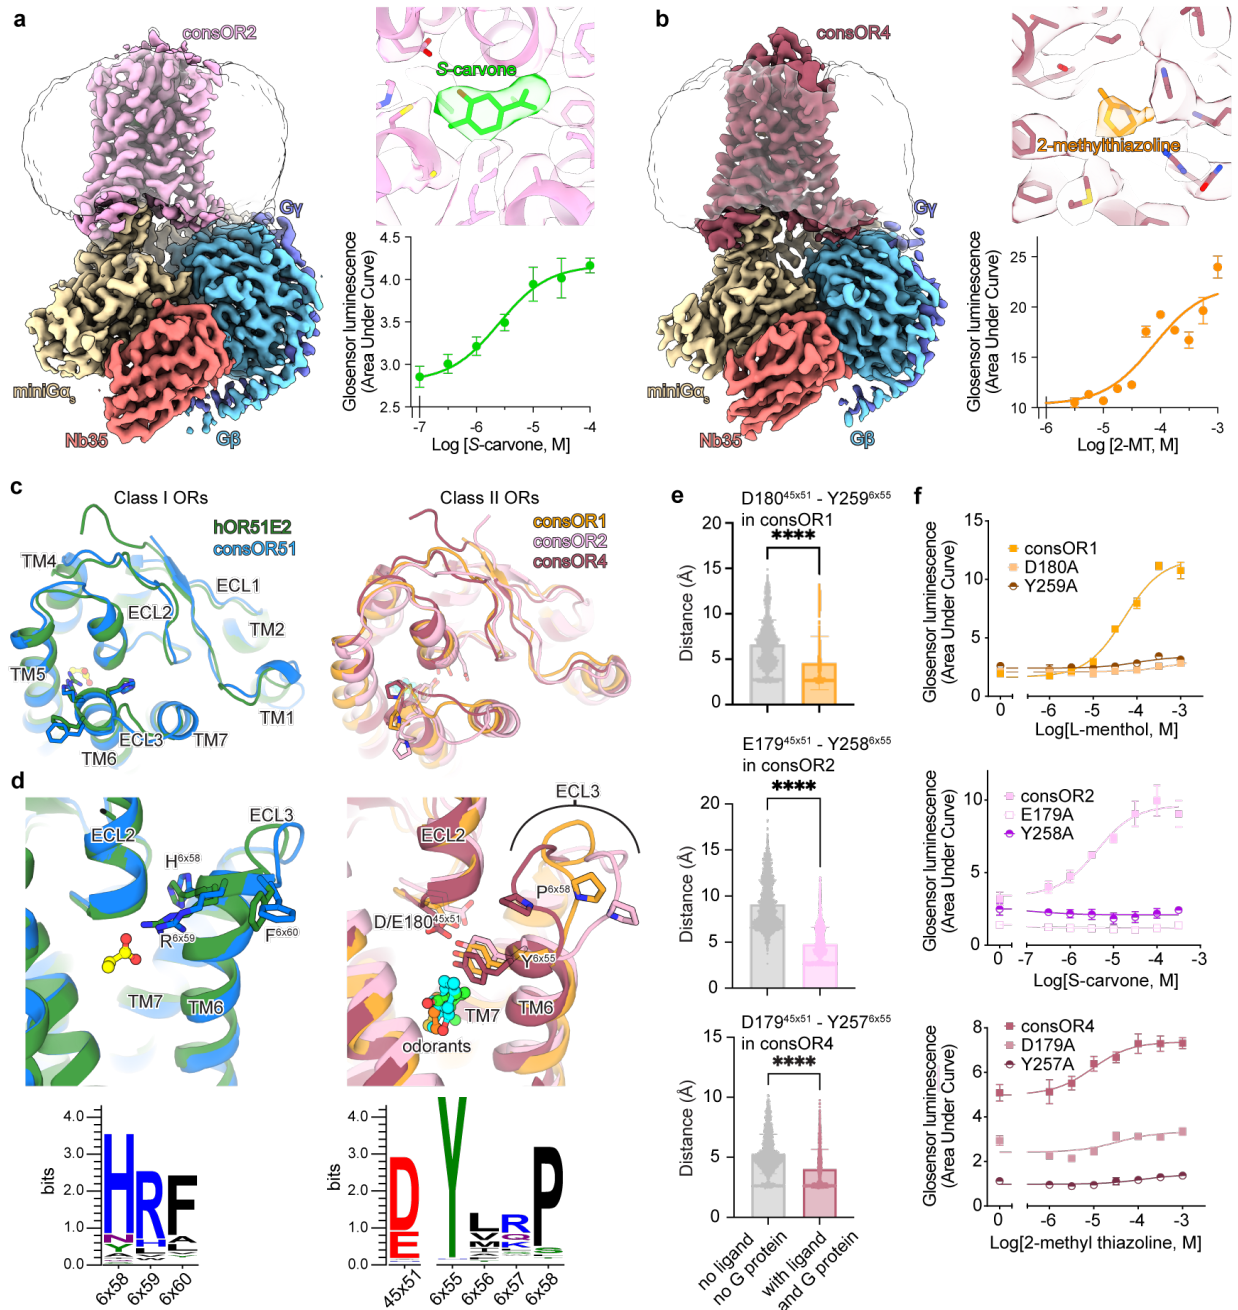 a
consOR2
S-carvone
Gγ
miniGαs
Nb35
Gβ
4.5
4.0
3.5
3.0
2.5
Glosensor luminescence
(Area Under Curve)
-7
-6
-5
-4
Log [S-carvone, M]
b
consOR4
2-methylthiazoline
Gγ
miniGαs
Nb35
Gβ
25
20
15
10
Glosensor luminescence
(Area Under Curve)
-6
-5
-4
-3
Log [2-MT, M]
c
Class I ORs
hOR51E2
consOR51
TM4
ECL1
ECL2
TM2
TM5
TM1
ECL3
TM7
TM6
Class II ORs
consOR1
consOR2
consOR4
d
ECL2
ECL3
H6x58
R6x59
F6x60
TM7
TM6
ECL3
ECL2
P6x58
D/E18045x51
Y6x55
TM7
TM6
odorants
4.0
3.0
2.0
1.0
0.0
bits
H
N
Y
R
H
L
F
L
6x58
6x59
6x60
4.0
3.0
2.0
1.0
0.0
bits
D
E
Y
L
V
M
R
Q
K
P
S
45x51
6x55
6x56
6x57
6x58
e
D18045x51 - Y2596x55
in consOR1
20
15
10
5
0
Distance (Å)
****
E17945x51 - Y2586x55
in consOR2
20
15
10
5
0
Distance (Å)
****
D17945x51 - Y2576x55
in consOR4
20
15
10
5
0
Distance (Å)
****
no ligand
no G protein
with ligand
and G protein
f
consOR1
D180A
Y259A
15
10
5
0
Glosensor luminescence
(Area Under Curve)
0
-6
-5
-4
-3
Log[L-menthol, M]
consOR2
E179A
Y258A
10
5
0
Glosensor luminescence
(Area Under Curve)
0
-7
-6
-5
-4
Log[S-carvone, M]
consOR4
D179A
Y257A
8
6
4
2
0
Glosensor luminescence
(Area Under Curve)
0
-6
-5
-4
-3
Log[2-methyl thiazoline, M]